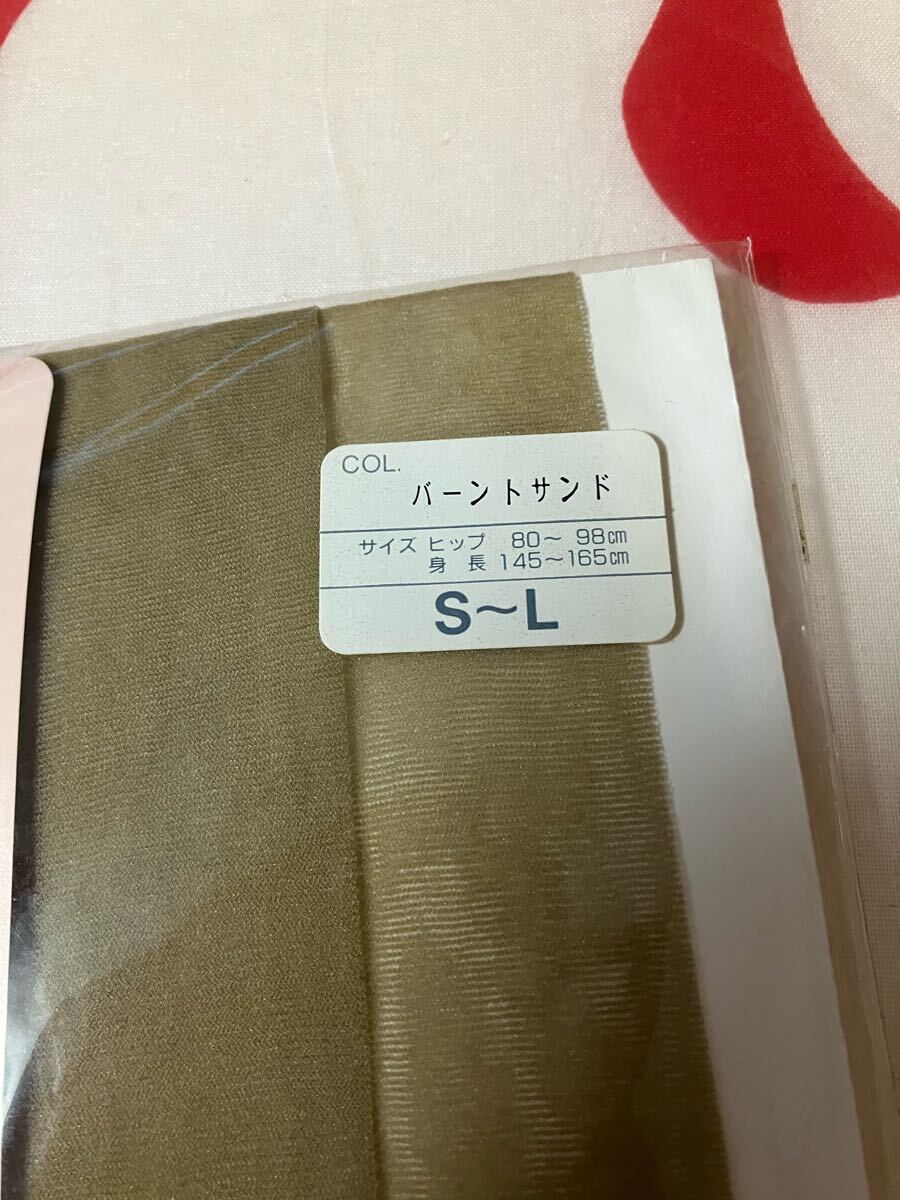 COL.
バーントサンド
サイズ ヒップ 80〜 98cm
身長 145〜165cm
S〜L